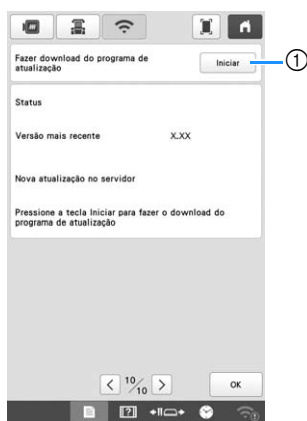 Fazer download do programa de
atualização
Iniciar
1
Status
Versão mais recente X.XX
Nova atualização no servidor
Pressione a tecla Iniciar para fazer o download do
programa de atualização
10/10
OK